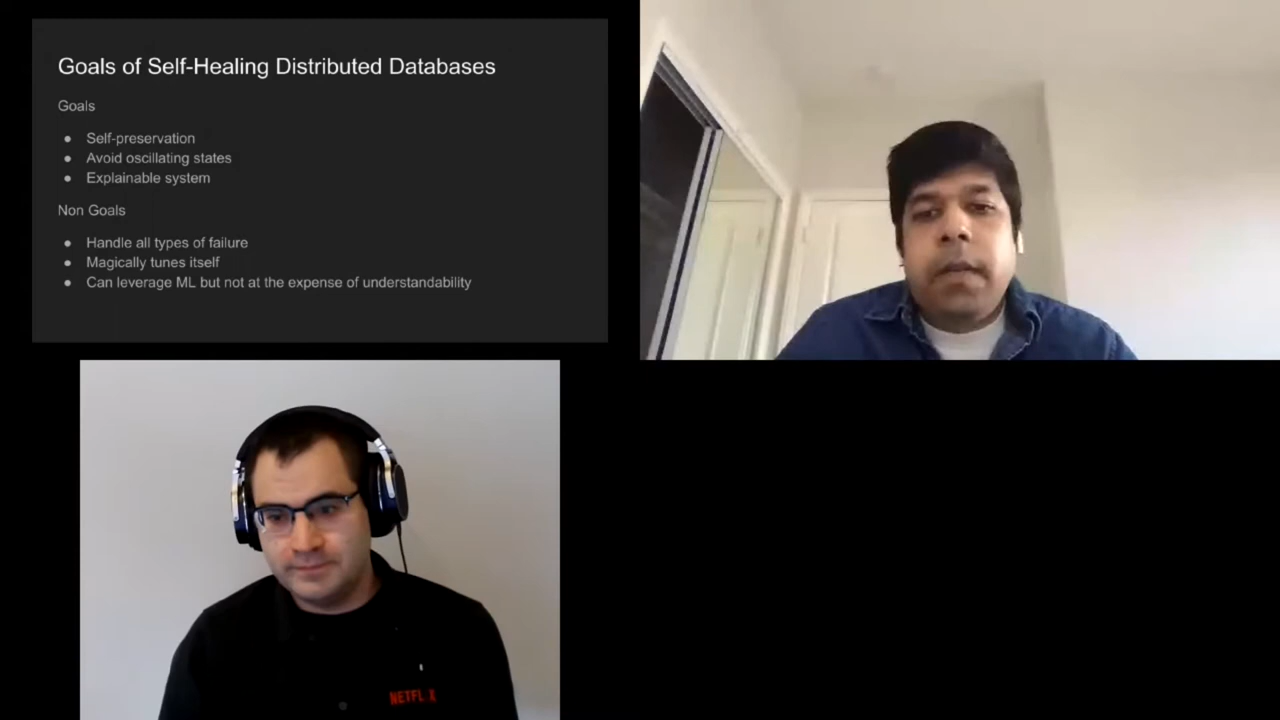 Goals of Self-Healing Distributed Databases
Goals
● Self-preservation
● Avoid oscillating states
● Explainable system
Non Goals
● Handle all types of failure
● Magically tunes itself
● Can leverage ML but not at the expense of understandability
NETFLIX